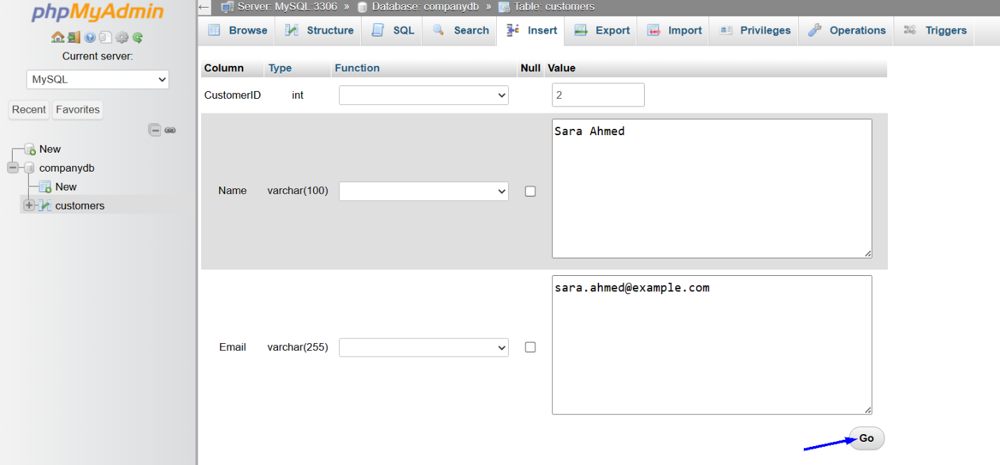 phpMyAdmin
Current server:
MySQL
Recent Favorites
New
companydb
New
customers
Server: MySQL:3306 » Database: companydb » Table: customers
Browse Structure SQL Search Insert Export Import Privileges Operations Triggers
Column Type Function Null Value
CustomerID int 2
Name varchar(100) Sara Ahmed
Email varchar(255) sara.ahmed@example.com
Go